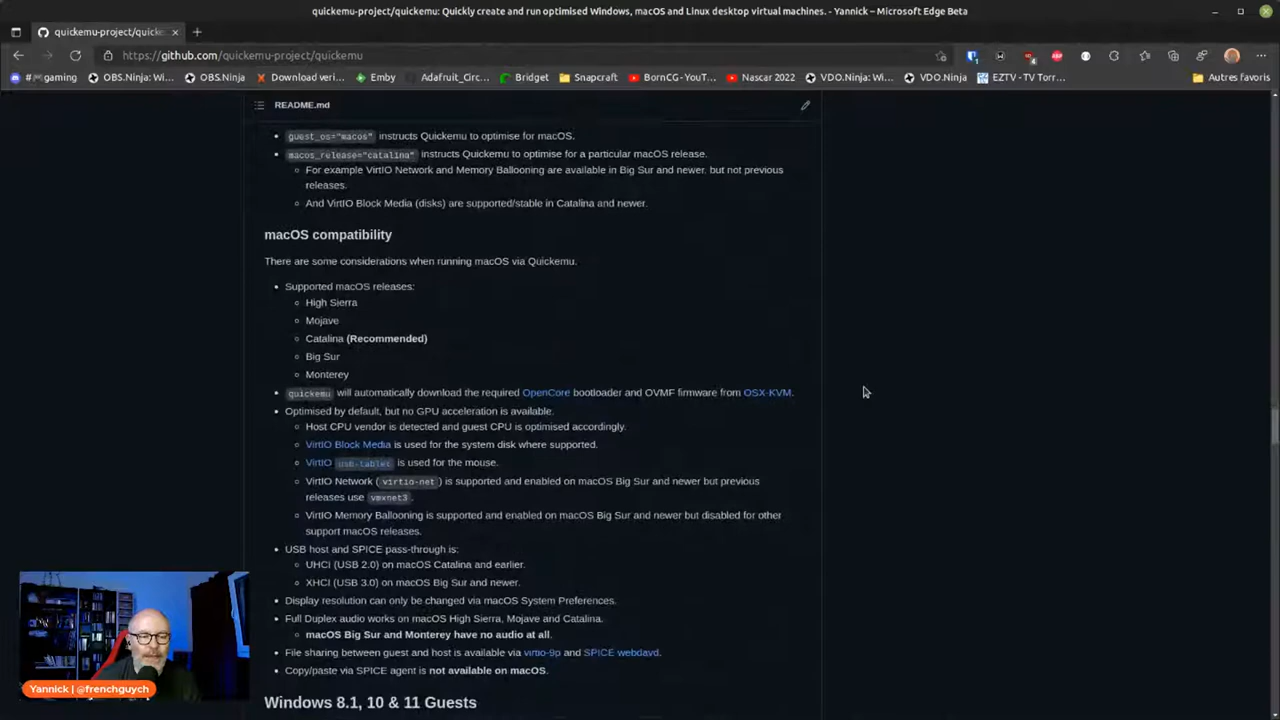 quickemu-project/quickemu: Quickly create and run optimised Windows, macOS and Linux desktop virtual machines. - Yannick — Microsoft Edge Beta
quickemu-project/quicke
https://github.com/quickemu-project/quickemu
#🎮gaming
OBS.Ninja: Wi...
OBS.Ninja
Download veri...
Emby
Adafruit_Circ...
Bridget
Snapcraft
BornCG - YouT...
Nascar 2022
VDO.Ninja: Wi...
VDO.Ninja
EZTV - TV Torr...
Autres favoris
README.md
guest_os="macos" instructs Quickemu to optimise for macOS.
macos_release="catalina" instructs Quickemu to optimise for a particular macOS release.
For example VirtIO Network and Memory Ballooning are available in Big Sur and newer, but not previous
releases.
And VirtIO Block Media (disks) are supported/stable in Catalina and newer.
macOS compatibility
There are some considerations when running macOS via Quickemu.
Supported macOS releases:
High Sierra
Mojave
Catalina (Recommended)
Big Sur
Monterey
quickemu will automatically download the required OpenCore bootloader and OVMF firmware from OSX-KVM.
Optimised by default, but no GPU acceleration is available.
Host CPU vendor is detected and guest CPU is optimised accordingly.
VirtIO Block Media is used for the system disk where supported.
VirtIO usb-tablet is used for the mouse.
VirtIO Network ( virtio-net ) is supported and enabled on macOS Big Sur and newer but previous
releases use vmxnet3 .
VirtIO Memory Ballooning is supported and enabled on macOS Big Sur and newer but disabled for other
support macOS releases.
USB host and SPICE pass-through is:
UHCI (USB 2.0) on macOS Catalina and earlier.
XHCI (USB 3.0) on macOS Big Sur and newer.
Display resolution can only be changed via macOS System Preferences.
Full Duplex audio works on macOS High Sierra, Mojave and Catalina.
macOS Big Sur and Monterey have no audio at all.
File sharing between guest and host is available via virtio-9p and SPICE webdavd.
Copy/paste via SPICE agent is not available on macOS.
Windows 8.1, 10 & 11 Guests
Yannick | @frenchguych